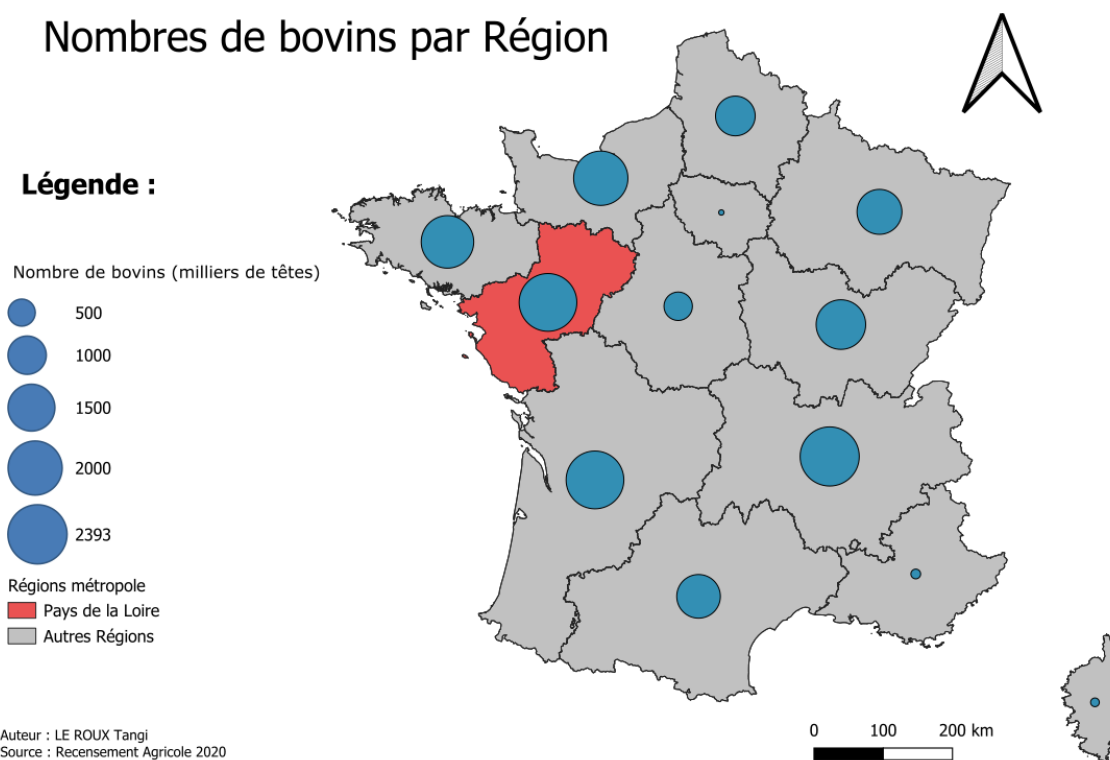 Nombres de bovins par Région
Légende :
Nombre de bovins (milliers de têtes)
500
1000
1500
2000
2393
Régions métropole
Pays de la Loire
Autres Régions
Auteur : LE ROUX Tangi
Source : Recensement Agricole 2020
0 100 200 km